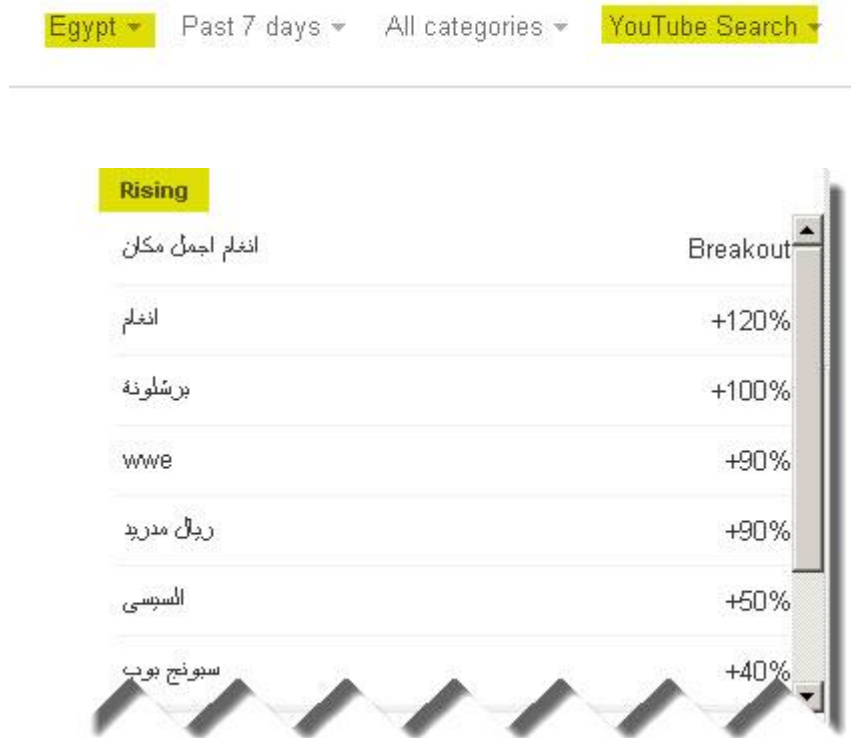 Egypt Past 7 days All categories YouTube Search
Rising
انغام اجمل مكان Breakout
انغام +120%
برشلونة +100%
wwe +90%
ريال مدريد +90%
السيسى +50%
سبونج بوب +40%